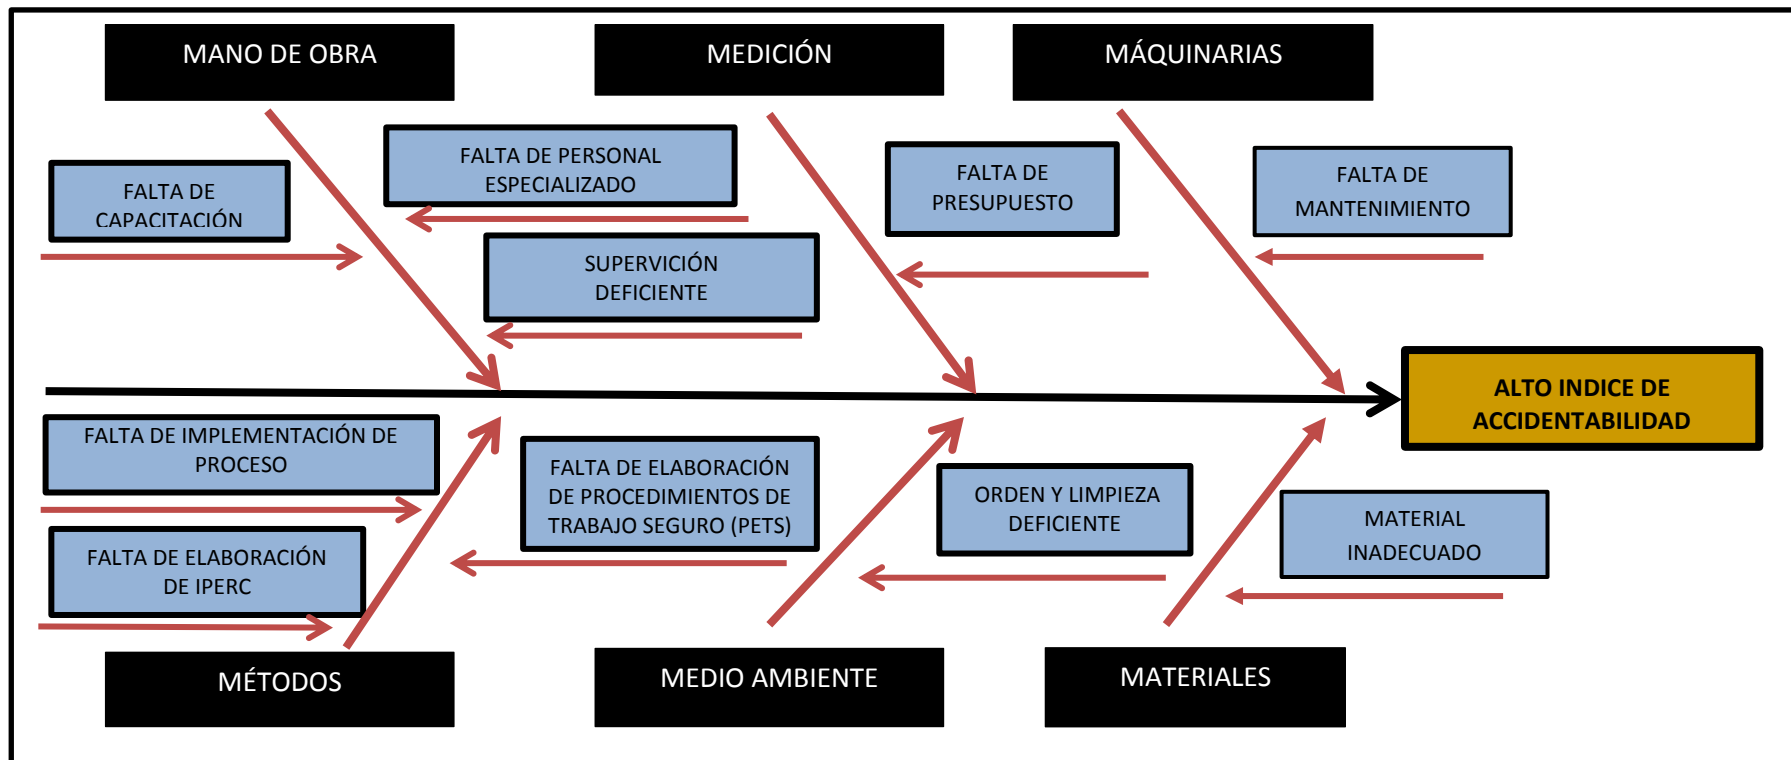 MANO DE OBRA
MEDICIÓN
MÁQUINARIAS
FALTA DE
CAPACITACIÓN
FALTA DE PERSONAL
ESPECIALIZADO
SUPERVICIÓN
DEFICIENTE
FALTA DE
PRESUPUESTO
FALTA DE
MANTENIMIENTO
ALTO INDICE DE
ACCIDENTABILIDAD
FALTA DE IMPLEMENTACIÓN DE
PROCESO
FALTA DE ELABORACIÓN
DE IPERC
FALTA DE ELABORACIÓN
DE PROCEDIMIENTOS DE
TRABAJO SEGURO (PETS)
ORDEN Y LIMPIEZA
DEFICIENTE
MATERIAL
INADECUADO
MÉTODOS
MEDIO AMBIENTE
MATERIALES